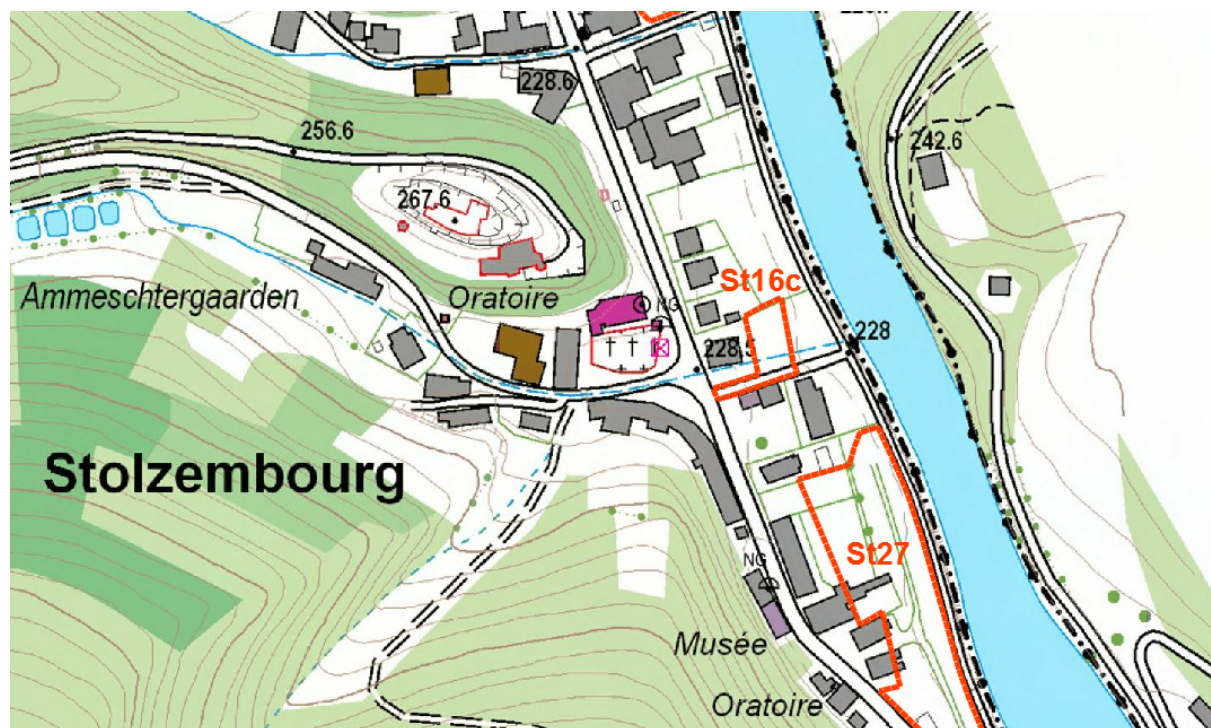 228.6
256.6
242.6
267.6
St16c
Ammeschtergaarden
Oratoire
NG
228.5
228
Stolzembourg
St27
NG
Musée
Oratoire